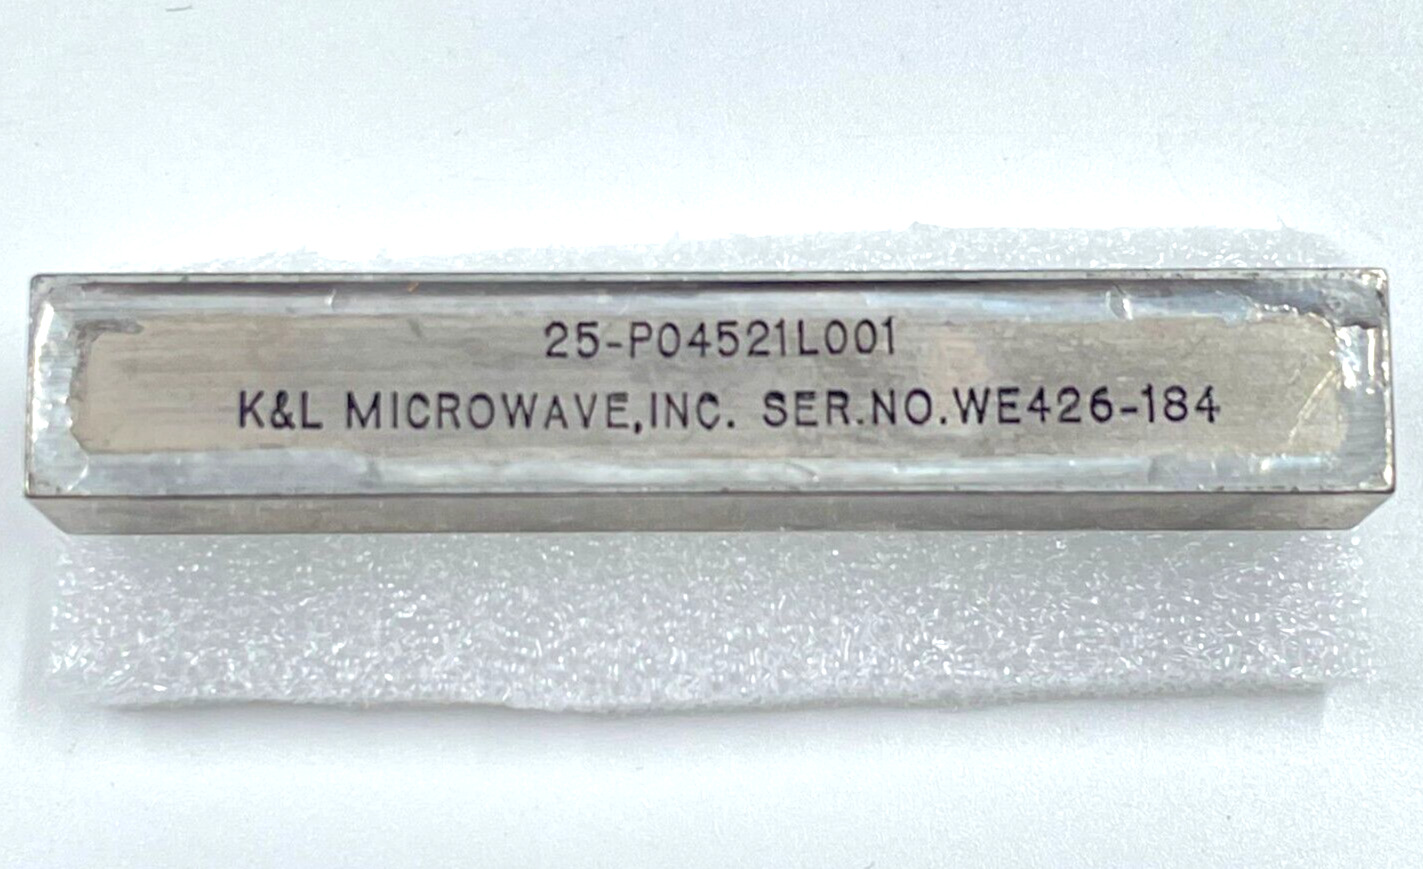 25-P04521L001
K&L MICROWAVE,INC. SER.NO.WE426-184